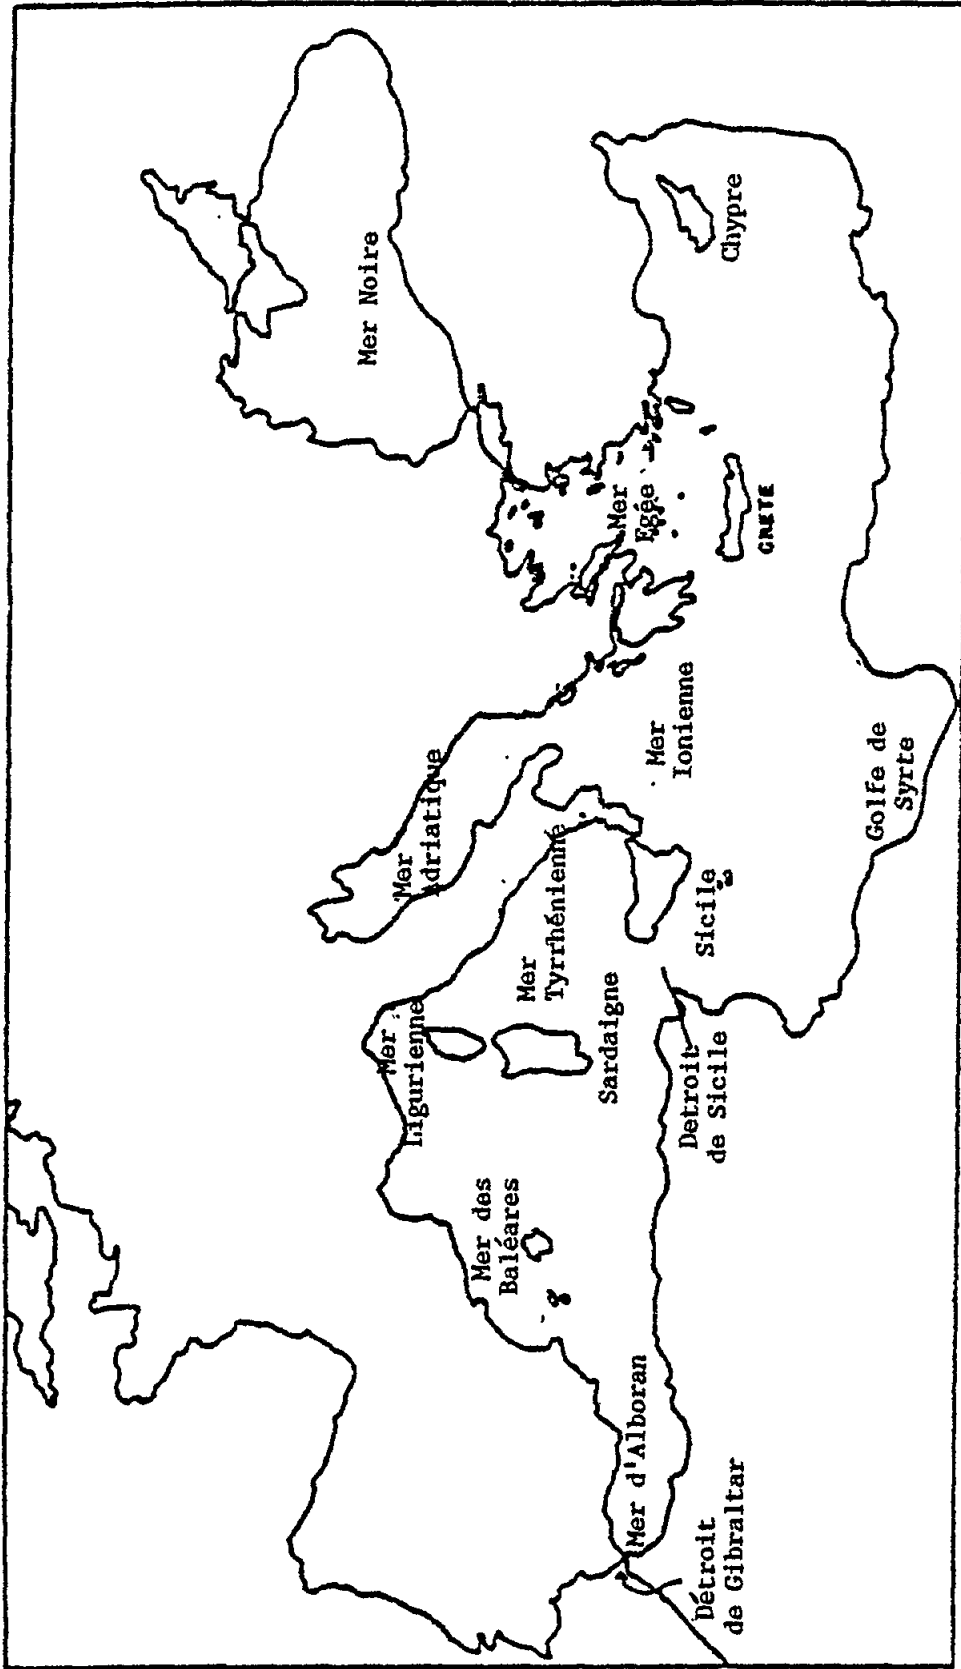 Mer Noire
Mer
Adriatique
Mer
Ligurienne
Mer
Tyrrhénienne
Mer des
Baléares
Mer
Egée
Mer
Ionienne
Chypre
CRETE
Sardaigne
Sicile
Mer d'Alboran
Detroit
de Sicile
Golfe de
Syrte
Détroit
de Gibraltar